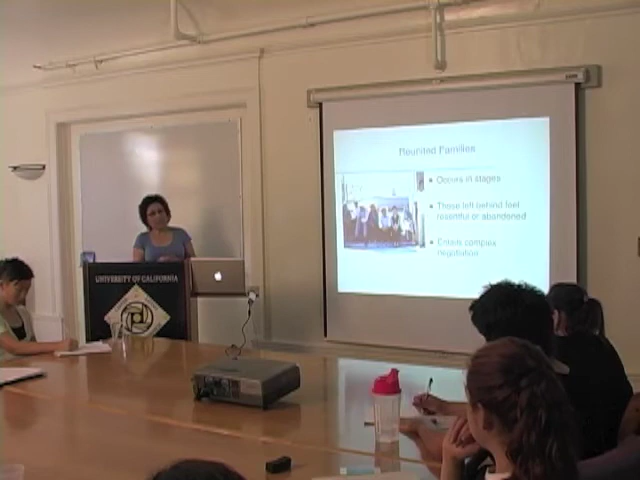 Reunited Families
Occurs in stages
Those left behind feel
resentful or abandoned
Entails complex
negotiation
UNIVERSITY OF CALIFORNIA